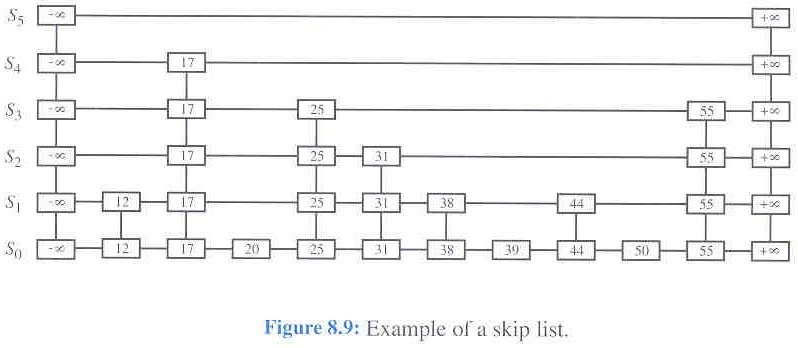 S5 -∞ +∞
S4 -∞ 17 +∞
S3 -∞ 17 25 55 +∞
S2 -∞ 17 25 31 55 +∞
S1 -∞ 12 17 25 31 38 44 55 +∞
S0 -∞ 12 17 20 25 31 38 39 44 50 55 +∞
Figure 8.9: Example of a skip list.